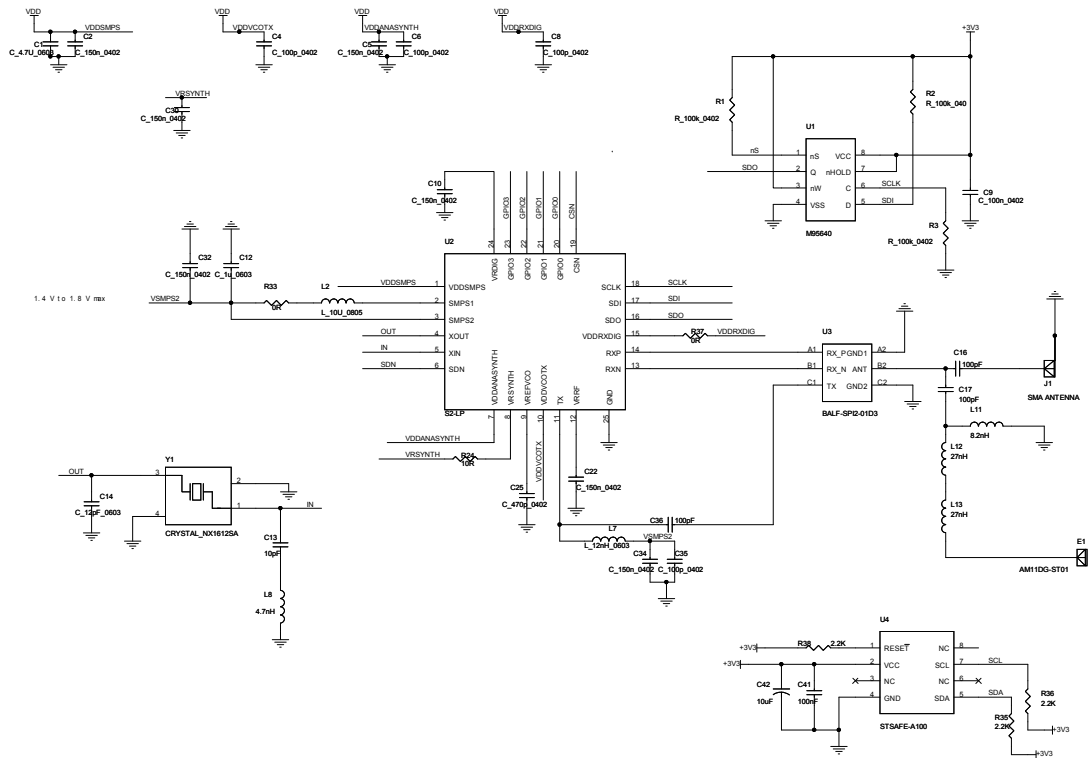 VDD
VDDSMPS
C1
C_4.7U_0603
C2
C_150n_0402
VDD
VDDVCOTX
C4
C_100p_0402
VDD
VDDANASYNTH
C5
C_150n_0402
C6
C_100p_0402
VDD
VDDRXDIG
C8
C_100p_0402
VRSYNTH
C30
C_150n_0402
+3V3
R1
R_100k_0402
R2
R_100k_040
U1
nS
SDO
1
2
3
4
nS
Q
nW
VSS
VCC
nHOLD
C
D
8
7
6
5
SCLK
SDI
M95640
C9
C_100n_0402
R3
R_100k_0402
C10
C_150n_0402
GPIO3
GPIO2
GPIO1
GPIO0
CSN
24
23
22
21
20
19
U2
VRDIG
GPIO3
GPIO2
GPIO1
GPIO0
CSN
C32
C_150n_0402
C12
C_1u_0603
1.4 V to 1.8 V max
VSMPS2
R33
0R
L2
L_10U_0805
VDDSMPS
OUT
IN
SDN
1
2
3
4
5
6
VDDSMPS
SMPS1
SMPS2
XOUT
XIN
SDN
SCLK
SDI
SDO
VDDRXDIG
RXP
RXN
18
17
16
15
14
13
SCLK
SDI
SDO
R37
0R
VDDRXDIG
VDDANASYNTH
VRSYNTH
VREFVCO
VDDVCOTX
TX
VRRF
GND
S2-LP
7
8
9
10
11
12
25
VDDANASYNTH
VRSYNTH
R24
10R
VDDVCOTX
C25
C_470p_0402
C22
C_150n_0402
U3
A1
B1
C1
RX_P
RX_N
TX
GND1
ANT
GND2
A2
B2
C2
BALF-SPI2-01D3
C16
100pF
J1
SMA ANTENNA
C17
100pF
L11
8.2nH
L12
27nH
L13
27nH
E1
AM11DG-ST01
C36
100pF
L7
L_12nH_0603
VSMPS2
C34
C_150n_0402
C35
C_100p_0402
Y1
OUT
3
4
2
1
IN
C14
C_12pF_0603
CRYSTAL_NX1612SA
C13
10pF
L8
4.7nH
U4
+3V3
R38
2.2K
+3V3
C42
10uF
C41
100nF
1
2
3
4
RESET
VCC
NC
GND
NC
SCL
NC
SDA
8
7
6
5
SCL
SDA
STSAFE-A100
R36
2.2K
R35
2.2K
+3V3
+3V3